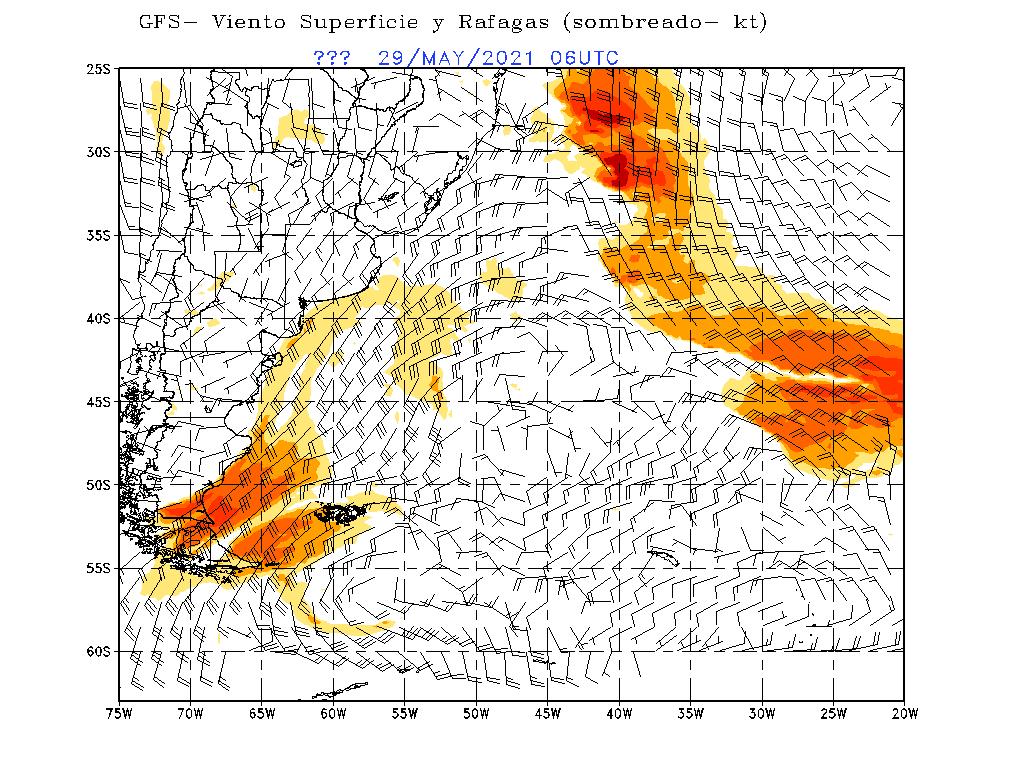 GFS− Viento Superficie y Rafagas (sombreado− kt)
??? 29/MAY/2021 06UTC
25S
30S
35S
40S
45S
50S
55S
60S
75W 70W 65W 60W 55W 50W 45W 40W 35W 30W 25W 20W